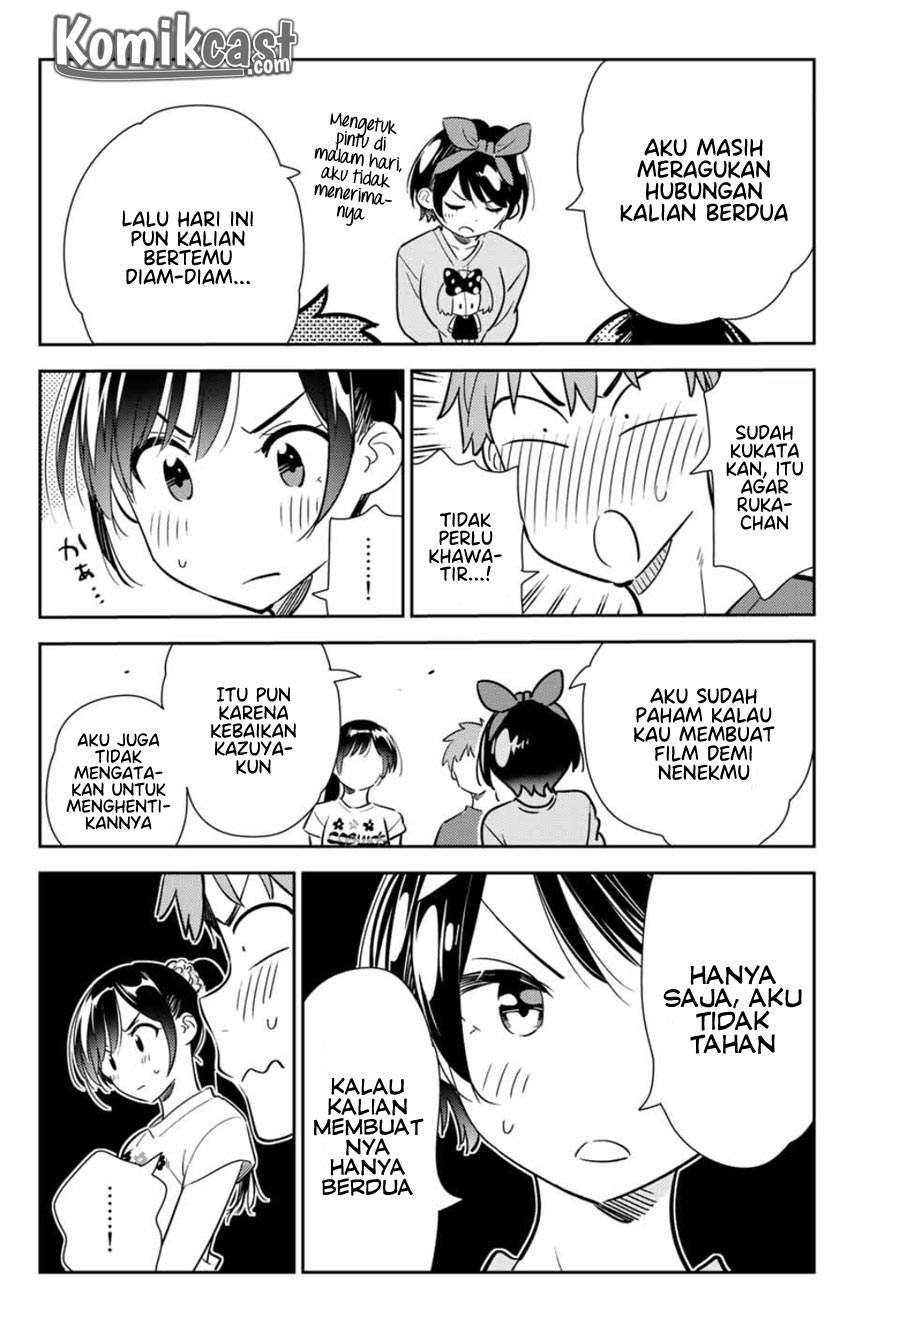 Komikcast
.com
AKU MASIH
MERAGUKAN
HUBUNGAN
KALIAN BERDUA
Mengetuk
pintu di
malam hari,
aku tidak
menerima-
nya
LALU HARI INI
PUN KALIAN
BERTEMU
DIAM-DIAM...
SUDAH
KUKATA
KAN, ITU
AGAR
RUKA-
CHAN
TIDAK
PERLU
KHAWA-
TIR...!
......!
かぁ...
AKU SUDAH
PAHAM KALAU
KAU MEMBUAT
FILM DEMI
NENEKMU
ITU PUN
KARENA
KEBAIKAN
KAZUYA-
KUN
AKU JUGA
TIDAK
MENGATA-
KAN UNTUK
MENGHENTI-
KANNYA
HANYA
SAJA, AKU
TIDAK
TAHAN
KALAU
KALIAN
MEMBUAT
NYA
HANYA
BERDUA
......!